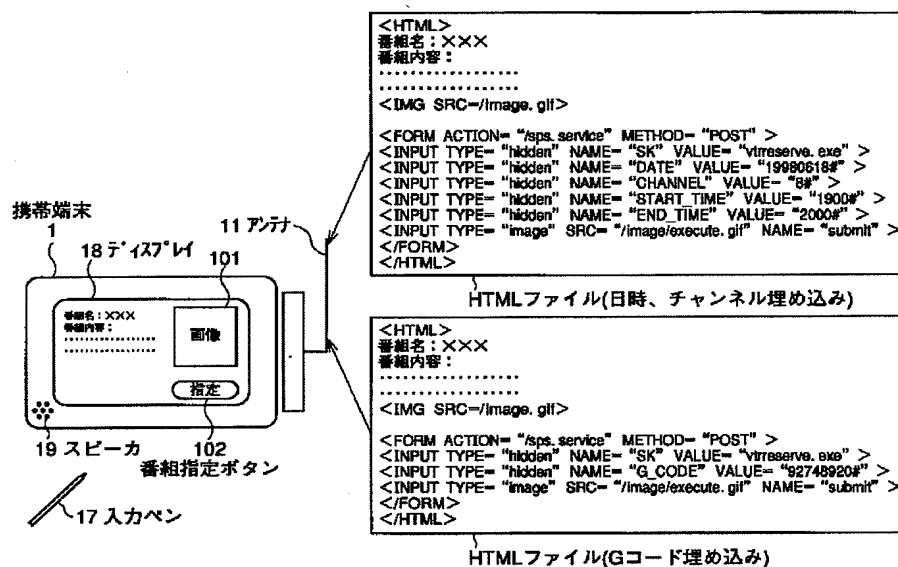 <HTML>
番組名：×××
番組内容：
..................
..................
<IMG SRC=/image.gif>
<FORM ACTION= “/sps.service” METHOD= “POST” >
<INPUT TYPE= “hidden” NAME= “SK” VALUE= “vtrreserve.exe” >
<INPUT TYPE= “hidden” NAME= “DATE” VALUE= “19980618#” >
<INPUT TYPE= “hidden” NAME= “CHANNEL” VALUE= “8#” >
<INPUT TYPE= “hidden” NAME= “START_TIME” VALUE= “1900#” >
<INPUT TYPE= “hidden” NAME= “END_TIME” VALUE= “2000#” >
<INPUT TYPE= “image” SRC= “/image/execute.gif” NAME= “submit” >
</FORM>
</HTML>
HTMLファイル(日時、チャンネル埋め込み)
携帯端末
1
18 ディスプレイ
101
11 アンテナ
番組名：×××
番組内容：
..................
..................
画像
指定
19 スピーカ
102
番組指定ボタン
17 入力ペン
<HTML>
番組名：×××
番組内容：
..................
..................
<IMG SRC=/image.gif>
<FORM ACTION= “/sps.service” METHOD= “POST” >
<INPUT TYPE= “hidden” NAME= “SK” VALUE= “vtrreserve.exe” >
<INPUT TYPE= “hidden” NAME= “G_CODE” VALUE= “92748920#” >
<INPUT TYPE= “image” SRC= “/image/execute.gif” NAME= “submit” >
</FORM>
</HTML>
HTMLファイル(Gコード埋め込み)